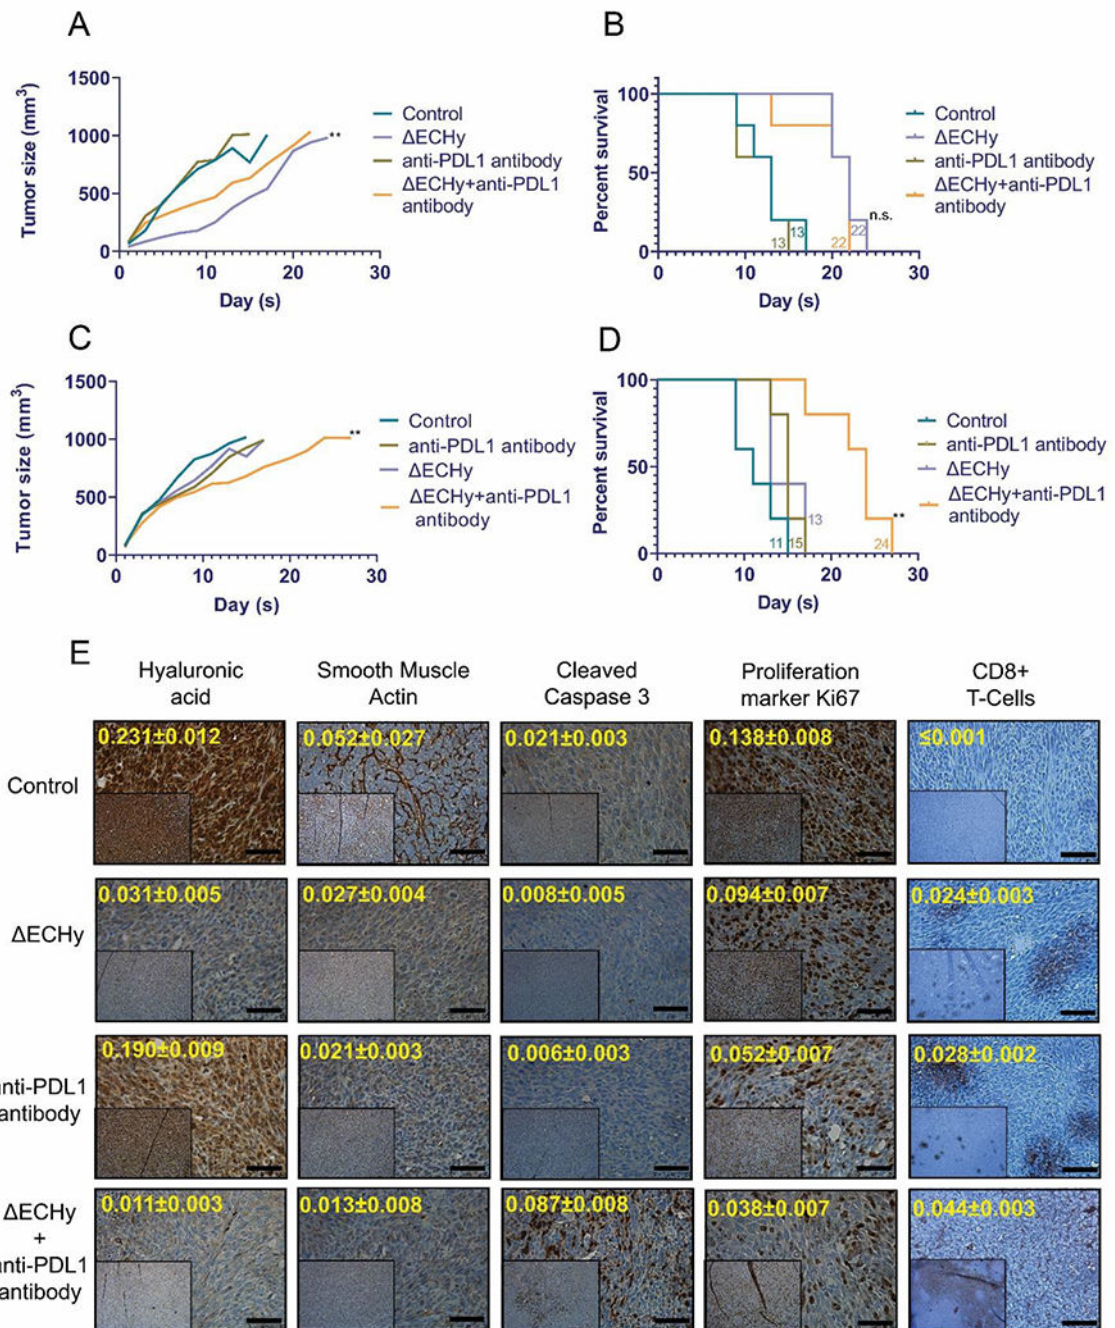 A
Tumor size (mm³)
1500
1000
500
0
0 10 20 30
Day (s)
**
Control
ΔECHy
anti-PDL1 antibody
ΔECHy+anti-PDL1
antibody
B
Percent survival
100
50
0
0 10 20 30
Day (s)
13 13 22 22
n.s.
Control
ΔECHy
anti-PDL1 antibody
ΔECHy+anti-PDL1
antibody
C
Tumor size (mm³)
1500
1000
500
0
0 10 20 30
Day (s)
**
Control
anti-PDL1 antibody
ΔECHy
ΔECHy+anti-PDL1
antibody
D
Percent survival
100
50
0
0 10 20 30
Day (s)
11 15 13 24
**
Control
anti-PDL1 antibody
ΔECHy
ΔECHy+anti-PDL1
antibody
E
Hyaluronic
acid
Smooth Muscle
Actin
Cleaved
Caspase 3
Proliferation
marker Ki67
CD8+
T-Cells
Control
0.231±0.012 0.052±0.027 0.021±0.003 0.138±0.008 ≤0.001
ΔECHy
0.031±0.005 0.027±0.004 0.008±0.005 0.094±0.007 0.024±0.003
nti-PDL1
antibody
0.190±0.009 0.021±0.003 0.006±0.003 0.052±0.007 0.028±0.002
ΔECHy
+
nti-PDL1
antibody
0.011±0.003 0.013±0.008 0.087±0.008 0.038±0.007 0.044±0.003